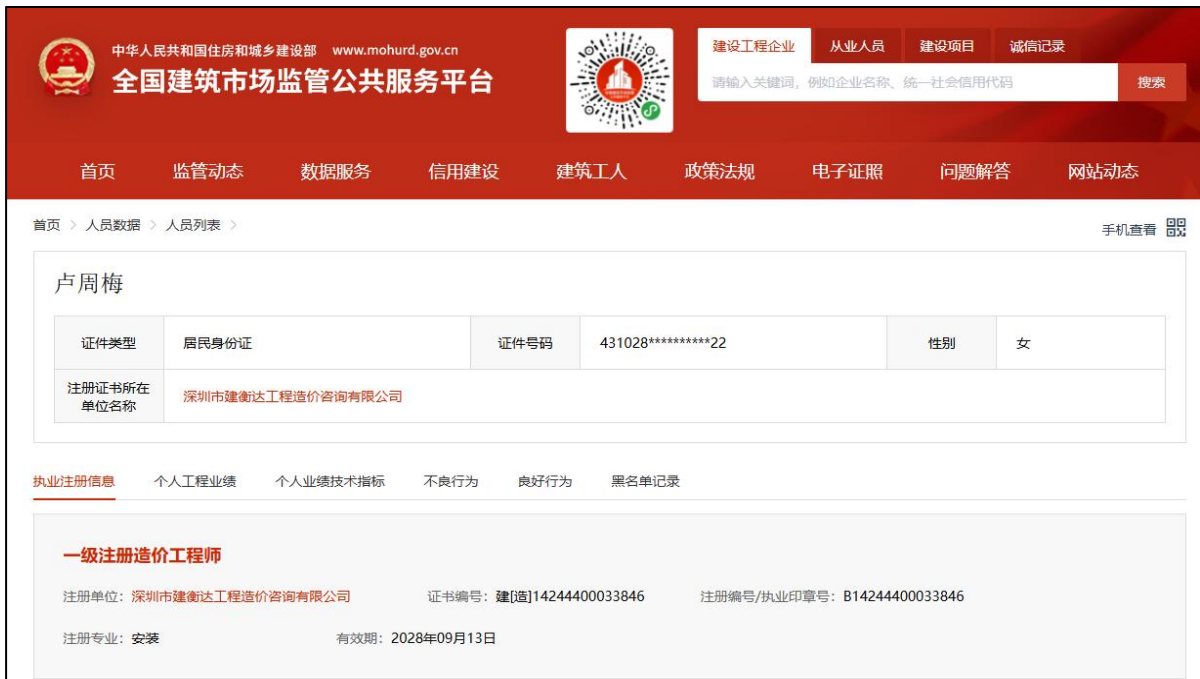 中华人民共和国住房和城乡建设部 www.mohurd.gov.cn
全国建筑市场监管公共服务平台
建设工程企业 从业人员 建设项目 诚信记录
请输入关键词，例如企业名称、统一社会信用代码 搜索
首页 监管动态 数据服务 信用建设 建筑工人 政策法规 电子证照 问题解答 网站动态
首页 > 人员数据 > 人员列表 >
手机查看
卢周梅
证件类型 居民身份证 证件号码 431028**********22 性别 女
注册证书所在
单位名称
深圳市建衡达工程造价咨询有限公司
执业注册信息 个人工程业绩 个人业绩技术指标 不良行为 良好行为 黑名单记录
一级注册造价工程师
注册单位：深圳市建衡达工程造价咨询有限公司 证书编号：建[造]14244400033846 注册编号/执业印章号：B14244400033846
注册专业：安装 有效期：2028年09月13日